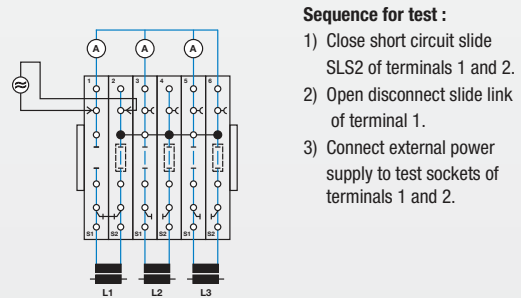 A A A
1 2 3 4 5 6
S1 S2 S1 S2 S1 S2
L1 L2 L3
Sequence for test :
1) Close short circuit slide
SLS2 of terminals 1 and 2.
2) Open disconnect slide link
of terminal 1.
3) Connect external power
supply to test sockets of
terminals 1 and 2.